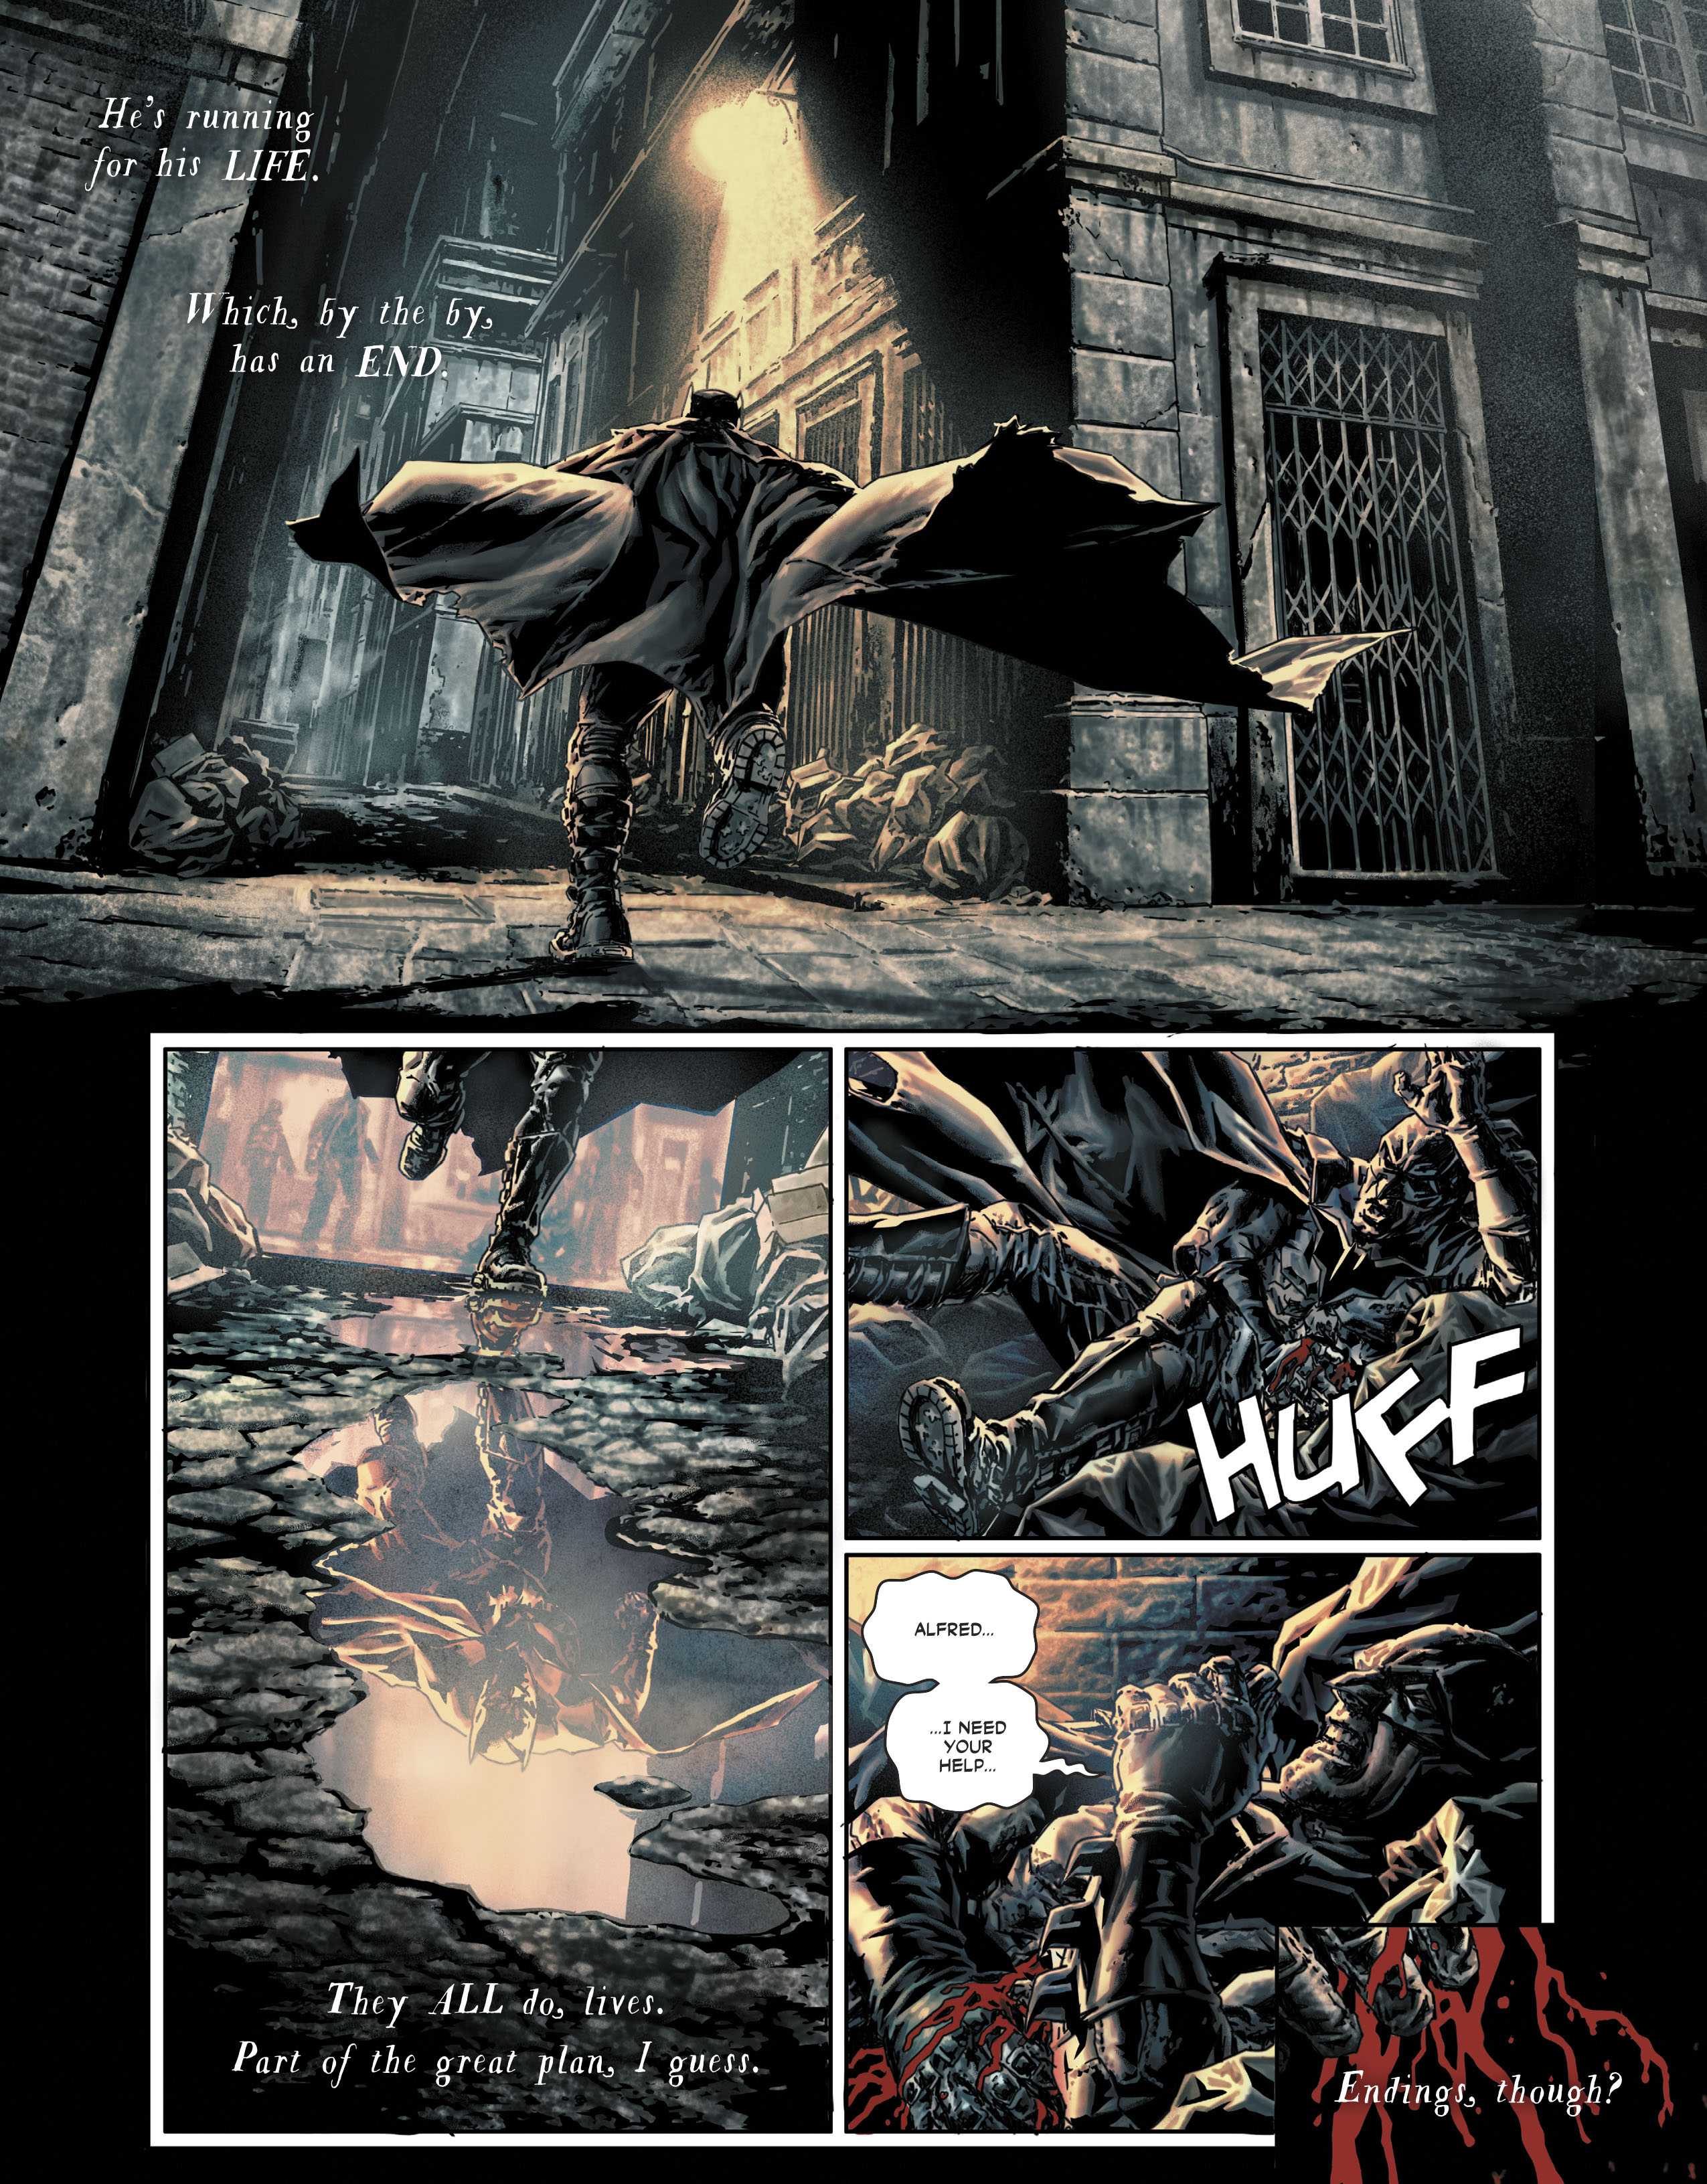 He's running
for his LIFE.
Which, by the by,
has an END.
They ALL do, lives.
Part of the great plan, I guess.
HUFF
ALFRED...
...I NEED
YOUR
HELP...
Endings, though?